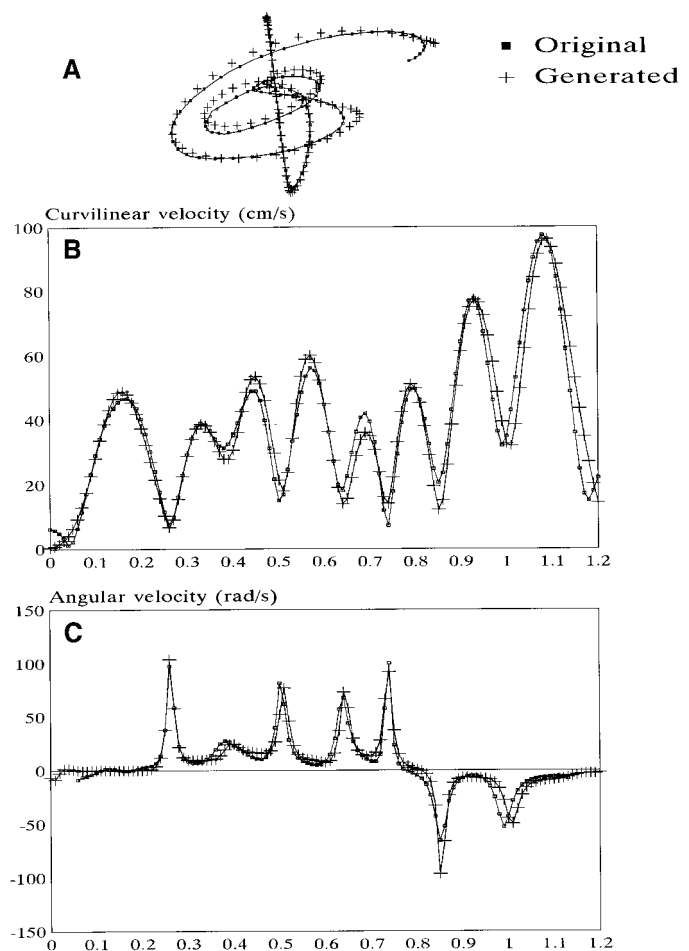 A
Original
Generated
Curvilinear velocity (cm/s)
B
100
80
60
40
20
0
0 0.1 0.2 0.3 0.4 0.5 0.6 0.7 0.8 0.9 1 1.1 1.2
Angular velocity (rad/s)
C
150
100
50
0
-50
-100
-150
0 0.1 0.2 0.3 0.4 0.5 0.6 0.7 0.8 0.9 1 1.1 1.2